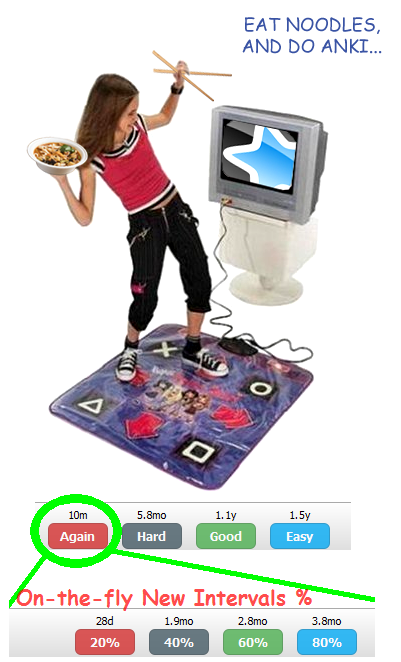 EAT NOODLES,
AND DO ANKI...
10m 5.8mo 1.1y 1.5y
Again Hard Good Easy
On-the-fly New Intervals %
28d 1.9mo 2.8mo 3.8mo
20% 40% 60% 80%